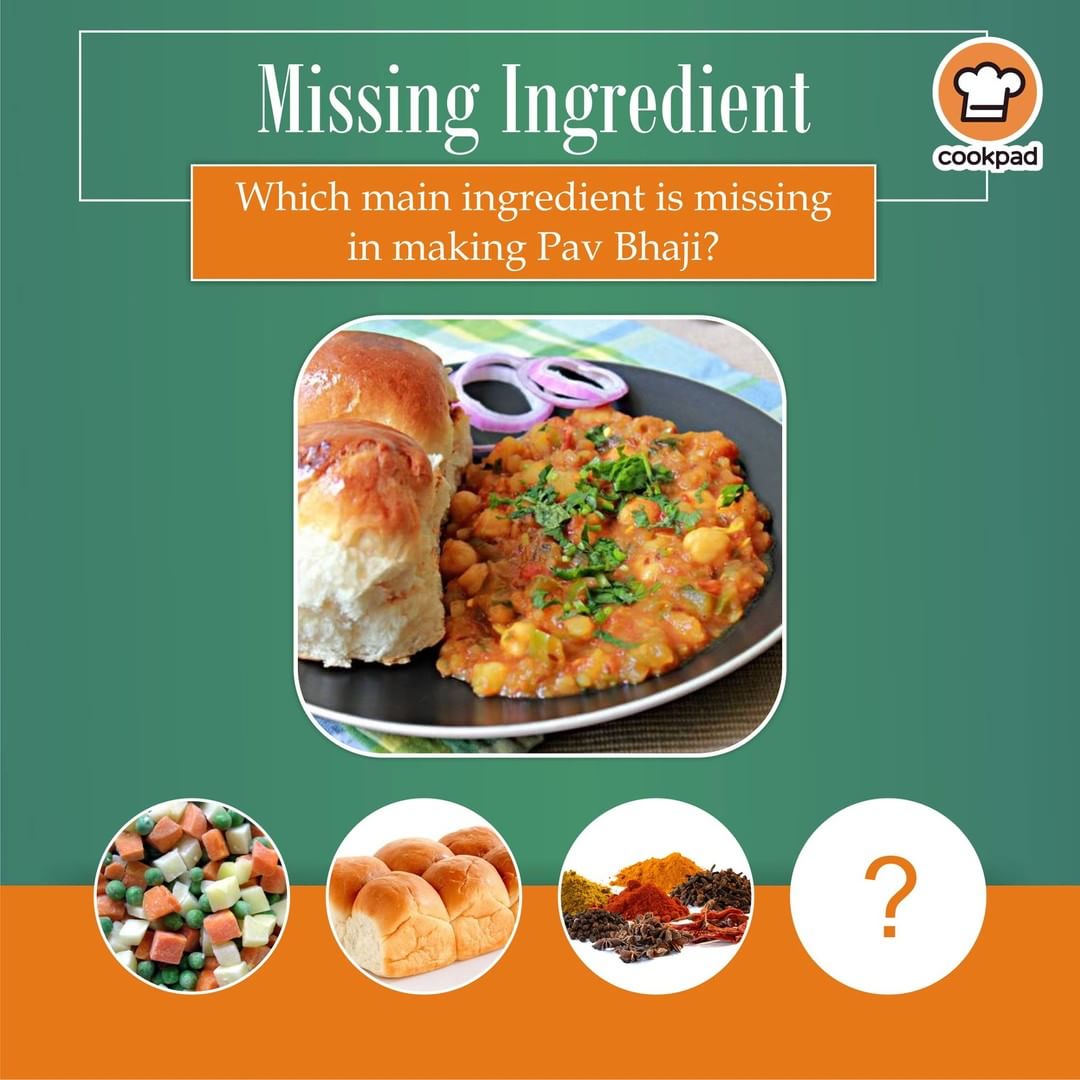 Missing Ingredient
cookpad
Which main ingredient is missing
in making Pav Bhaji?
?